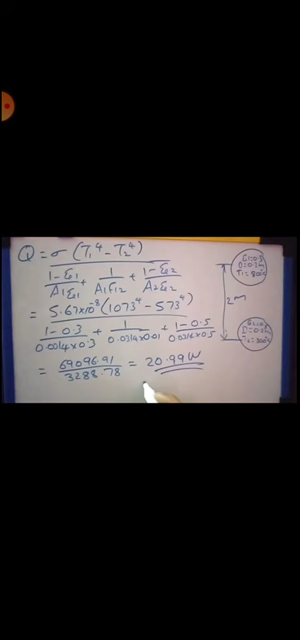 Q = σ (T₁⁴ − T₂⁴)
1−ε₁ / A₁ε₁ + 1 / A₁F₁₂ + 1−ε₂ / A₂ε₂
= 5.67×10⁻⁸ (1073⁴ − 573⁴)
1−0.3 / 0.0314×0.3 + 1 / 0.0314×0.01 + 1−0.5 / 0.0314×0.5
= 69096.91 / 3288.78 = 20.99W
2m